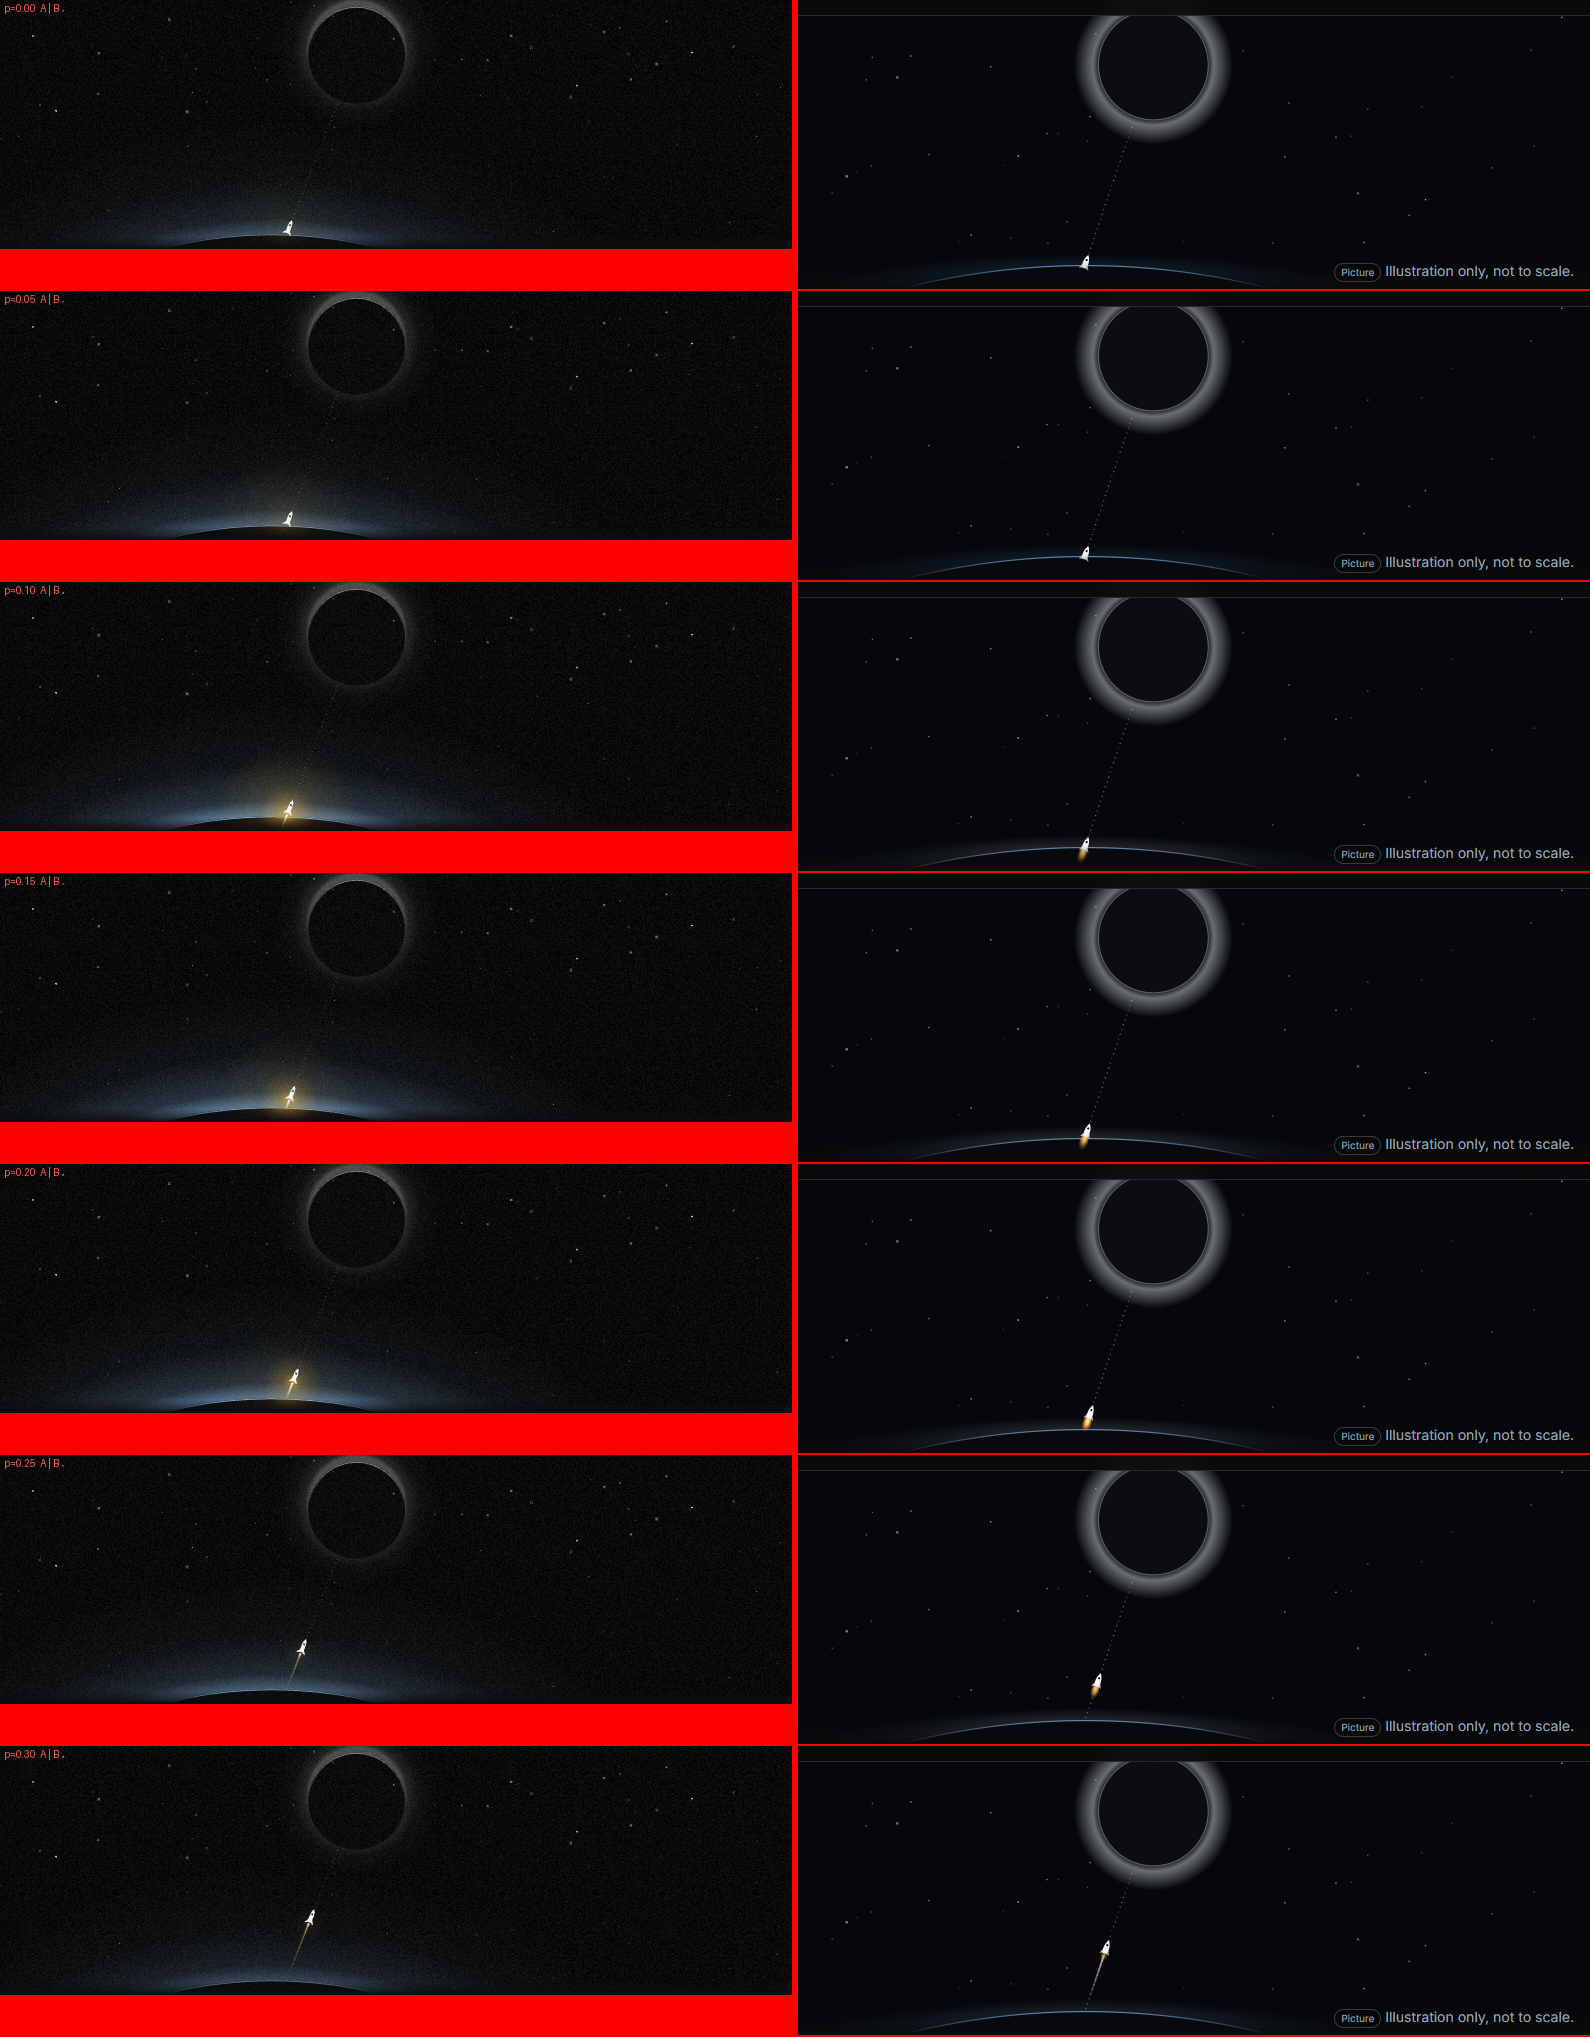 p=0.00 A|B.
Picture Illustration only, not to scale.
p=0.05 A|B.
Picture Illustration only, not to scale.
p=0.10 A|B.
Picture Illustration only, not to scale.
p=0.15 A|B.
Picture Illustration only, not to scale.
p=0.20 A|B.
Picture Illustration only, not to scale.
p=0.25 A|B.
Picture Illustration only, not to scale.
p=0.30 A|B.
Picture Illustration only, not to scale.